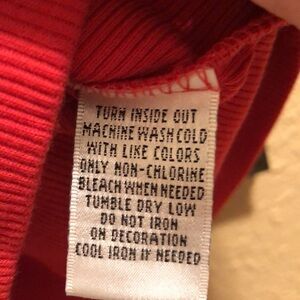 TURN INSIDE OUT
MACHINE WASH COLD
WITH LIKE COLORS
ONLY NON-CHLORINE
BLEACH WHEN NEEDED
TUMBLE DRY LOW
DO NOT IRON
ON DECORATION
COOL IRON IF NEEDED